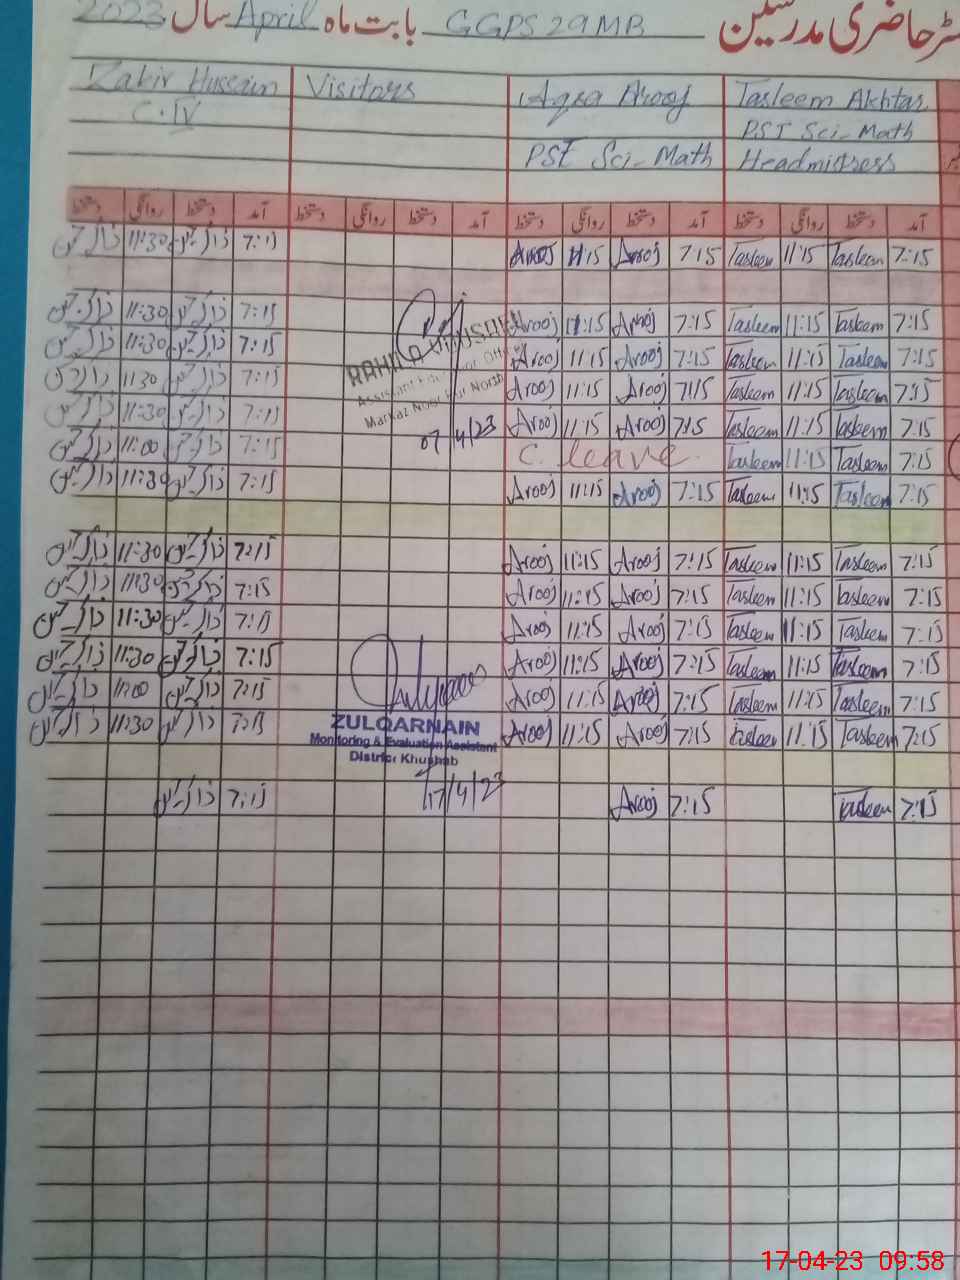 حاضری مدرسین GGPS 29MB بابت ماہ April سال 2023
Tasleem Akhtar Aqsa Arooj Visitors Zakir Hussain
PST Sci-Math C.IV
Headmistress PST Sci-Math
آمد دستخط روانگی دستخط آمد دستخط روانگی دستخط آمد دستخط روانگی دستخط آمد دستخط روانگی دستخط
7:15 Tasleem 11:15 Tasleem 7:15 Arooj 11:15 Arooj 7:15 ذاکر حسین 11:30 ذاکر حسین
7:15 Tasleem 11:15 Tasleem 7:15 Arooj 11:15 Arooj 7:15 ذاکر حسین 11:30 ذاکر حسین
7:15 Tasleem 11:15 Tasleem 7:15 Arooj 11:15 Arooj 7:15 ذاکر حسین 11:30 ذاکر حسین
7:15 Tasleem 11:15 Tasleem 7:15 Arooj 11:15 Arooj 7:15 ذاکر حسین 11:30 ذاکر حسین
7:15 Tasleem 11:15 Tasleem 7:15 Arooj 11:15 Arooj 7:15 ذاکر حسین 11:30 ذاکر حسین
7:15 Tasleem 11:15 Tasleem C. leave 7:15 ذاکر حسین 11:00 ذاکر حسین
7:15 Tasleem 11:15 Tasleem 7:15 Arooj 11:15 Arooj 7:15 ذاکر حسین 11:30 ذاکر حسین
RAHILA
Assistant Education Officer
Markaz Noor Pur North
07/4/23
7:15 Tasleem 11:15 Tasleem 7:15 Arooj 11:15 Arooj 7:15 ذاکر حسین 11:30 ذاکر حسین
7:15 Tasleem 11:15 Tasleem 7:15 Arooj 11:15 Arooj 7:15 ذاکر حسین 11:30 ذاکر حسین
7:15 Tasleem 11:15 Tasleem 7:15 Arooj 11:15 Arooj 7:15 ذاکر حسین 11:30 ذاکر حسین
7:15 Tasleem 11:15 Tasleem 7:15 Arooj 11:15 Arooj 7:15 ذاکر حسین 11:30 ذاکر حسین
7:15 Tasleem 11:15 Tasleem 7:15 Arooj 11:15 Arooj 7:15 ذاکر حسین 11:00 ذاکر حسین
7:15 Tasleem 11:15 Tasleem 7:15 Arooj 11:15 Arooj 7:15 ذاکر حسین 11:30 ذاکر حسین
ZULQARNAIN
Monitoring & Evaluation Assistant
District Khushab
17/4/23
7:15 Tasleem 7:15 Arooj 7:15 ذاکر حسین
17-04-23 09:58